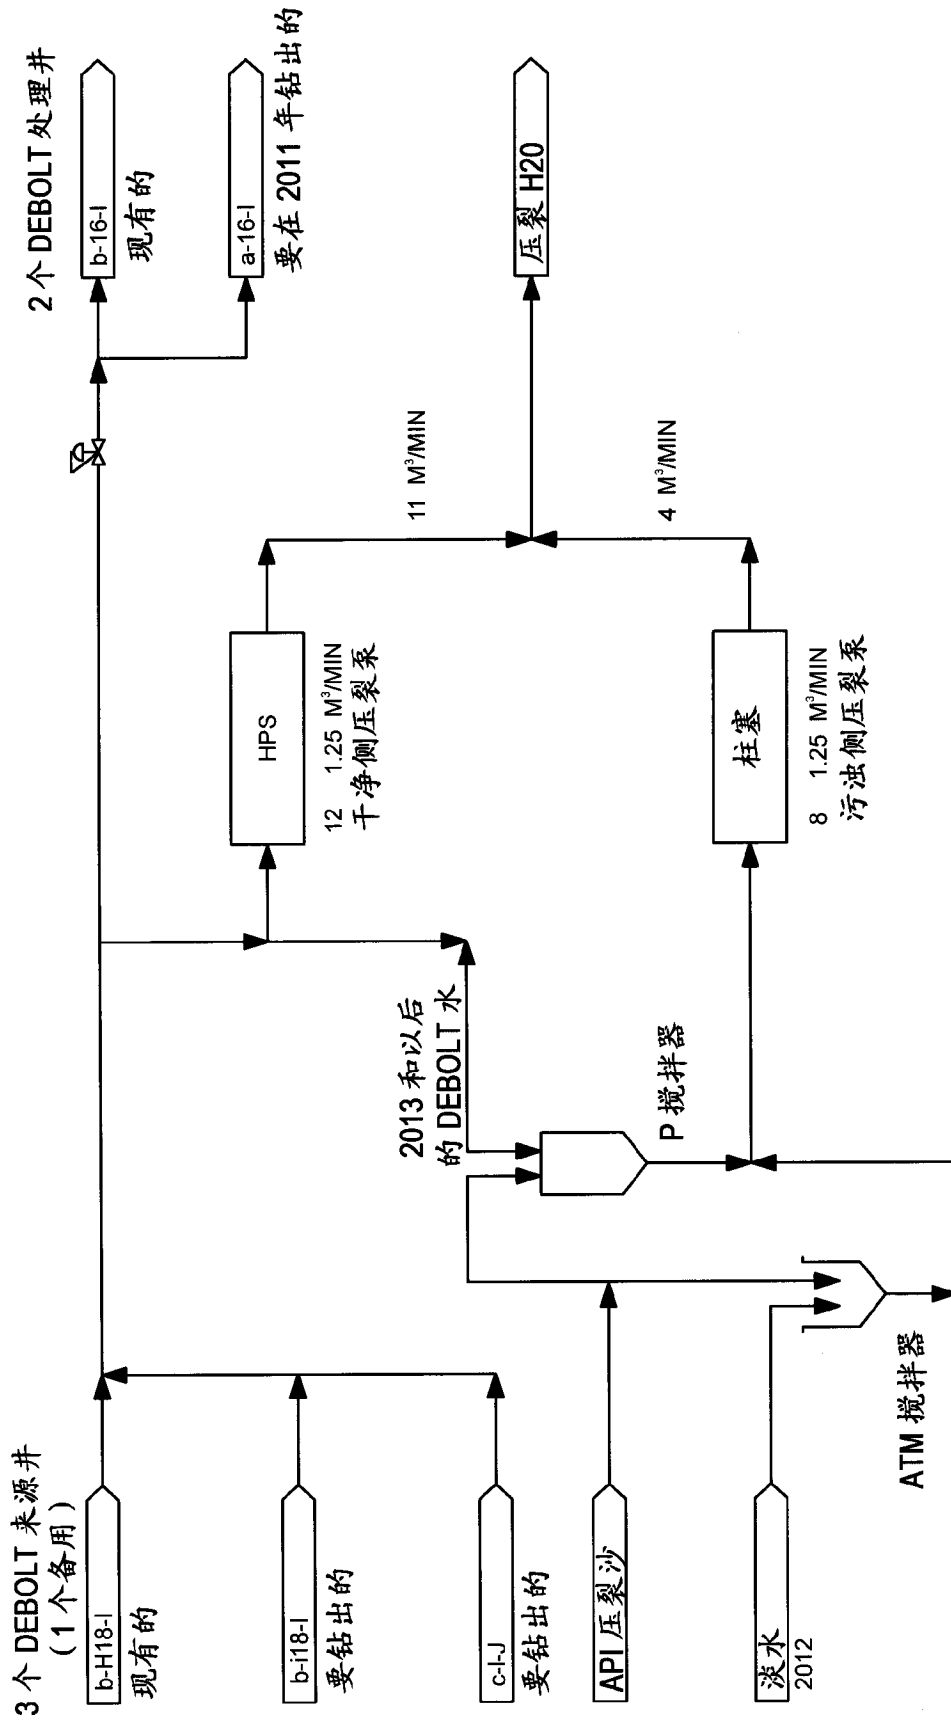 3 个 DEBOLT 来源井
(1 个备用)
b-H18-I
现有的
b-i18-I
要钻出的
c-I-J
要钻出的
API 压裂沙
淡水
2012
ATM 搅拌器
2013 和以后
的 DEBOLT 水
P 搅拌器
HPS
12 1.25 M³/MIN
干净侧压裂泵
柱塞
8 1.25 M³/MIN
污浊侧压裂泵
11 M³/MIN
4 M³/MIN
2 个 DEBOLT 处理井
b-16-I
现有的
a-16-I
要在 2011 年钻出的
压裂 H20